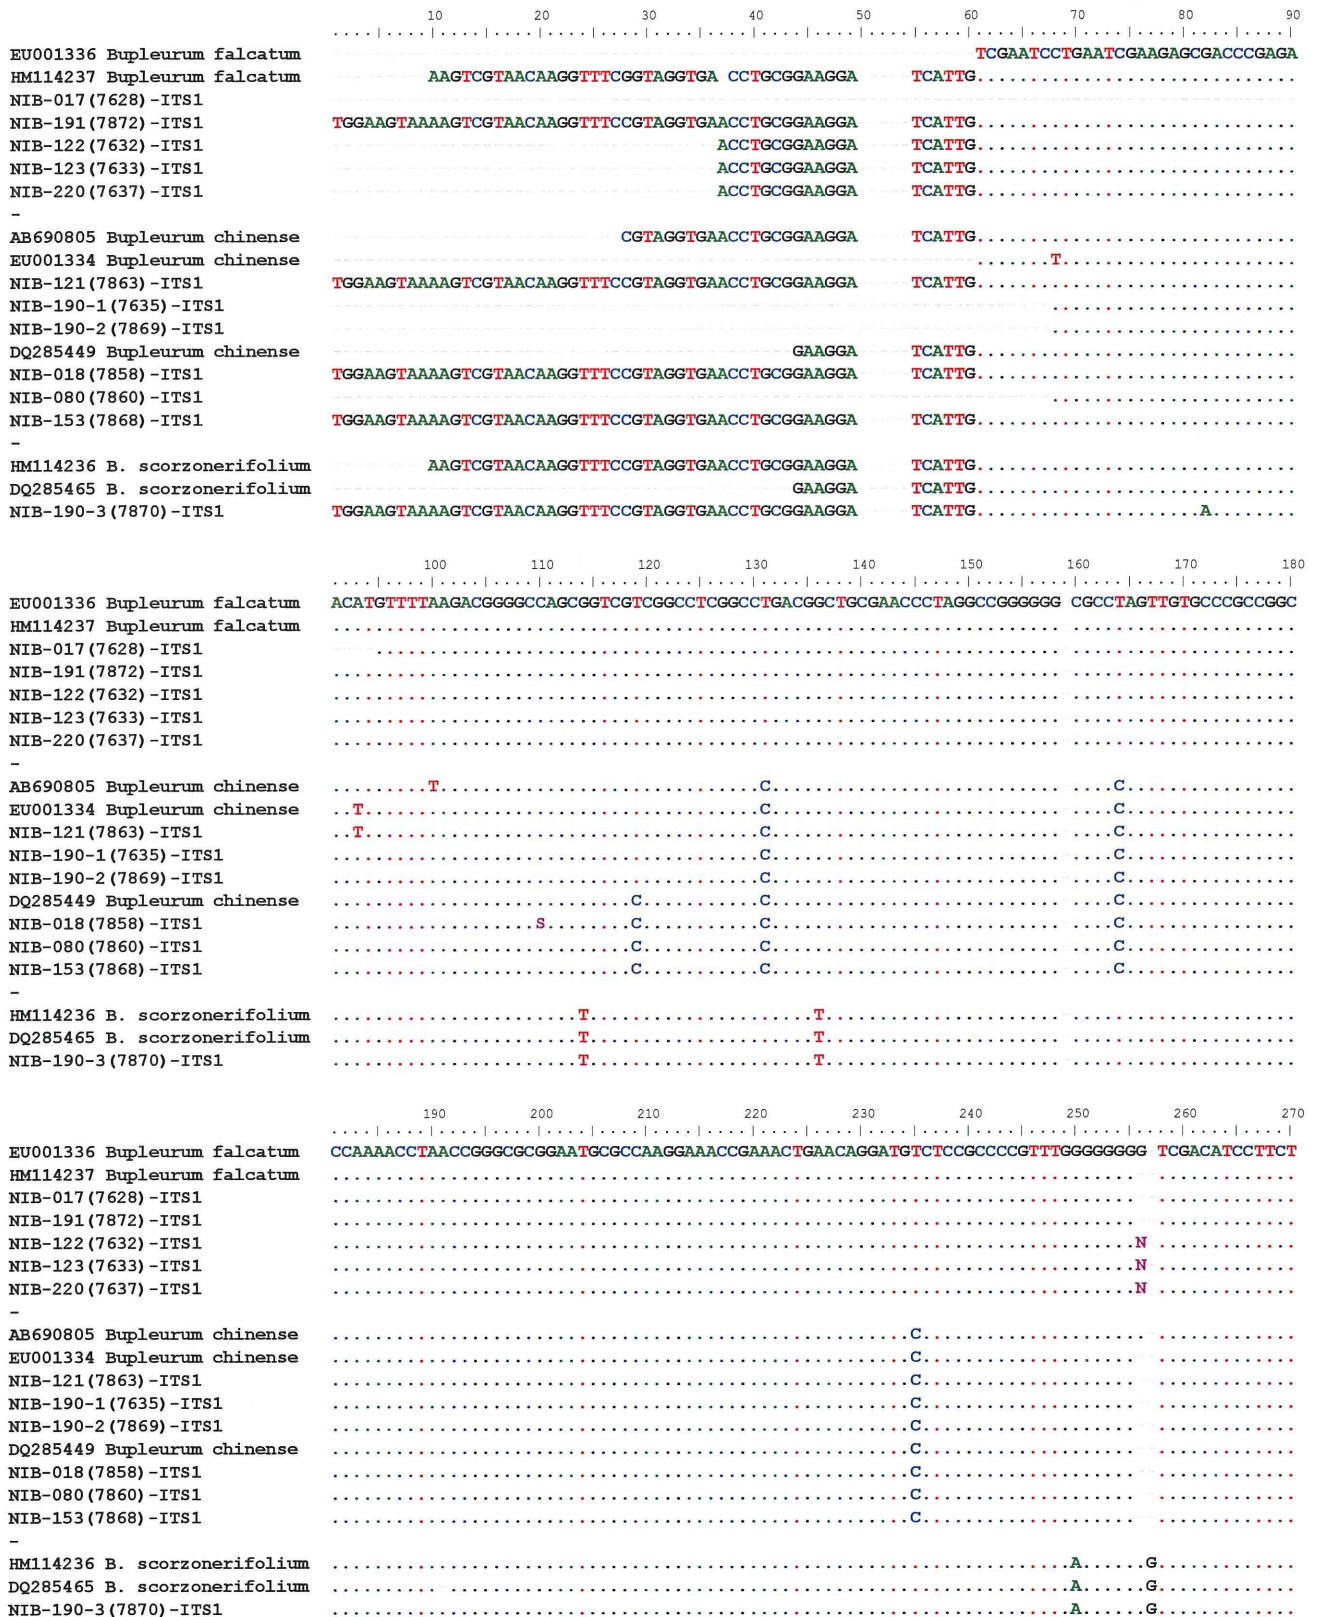 10 20 30 40 50 60 70 80 90
EU001336 Bupleurum falcatum TCGAATCCTGAATCGAAGAGCGACCCGAGA
HM114237 Bupleurum falcatum AAGTCGTAACAAGGTTTCGGTAGGTGA CCTGCGGAAGGA TCATTG..............................
NIB-017(7628)-ITS1
NIB-191(7872)-ITS1 TGGAAGTAAAAGTCGTAACAAGGTTTCCGTAGGTGAACCTGCGGAAGGA TCATTG..............................
NIB-122(7632)-ITS1 ACCTGCGGAAGGA TCATTG..............................
NIB-123(7633)-ITS1 ACCTGCGGAAGGA TCATTG..............................
NIB-220(7637)-ITS1 ACCTGCGGAAGGA TCATTG..............................
-
AB690805 Bupleurum chinense CGTAGGTGAACCTGCGGAAGGA TCATTG..............................
EU001334 Bupleurum chinense .......T......................
NIB-121(7863)-ITS1 TGGAAGTAAAAGTCGTAACAAGGTTTCCGTAGGTGAACCTGCGGAAGGA TCATTG..............................
NIB-190-1(7635)-ITS1 .......................
NIB-190-2(7869)-ITS1 .......................
DQ285449 Bupleurum chinense GAAGGA TCATTG..............................
NIB-018(7858)-ITS1 TGGAAGTAAAAGTCGTAACAAGGTTTCCGTAGGTGAACCTGCGGAAGGA TCATTG..............................
NIB-080(7860)-ITS1 .......................
NIB-153(7868)-ITS1 TGGAAGTAAAAGTCGTAACAAGGTTTCCGTAGGTGAACCTGCGGAAGGA TCATTG..............................
-
HM114236 B. scorzonerifolium AAGTCGTAACAAGGTTTCCGTAGGTGAACCTGCGGAAGGA TCATTG..............................
DQ285465 B. scorzonerifolium GAAGGA TCATTG..............................
NIB-190-3(7870)-ITS1 TGGAAGTAAAAGTCGTAACAAGGTTTCCGTAGGTGAACCTGCGGAAGGA TCATTG.....................A........
100 110 120 130 140 150 160 170 180
EU001336 Bupleurum falcatum ACATGTTTTAAGACGGGGCCAGCGGTCGTCGGCCTCGGCCTGACGGCTGCGAACCCTAGGCCGGGGGG CGCCTAGTTGTGCCCGCCGGC
HM114237 Bupleurum falcatum .................................................................... .....................
NIB-017(7628)-ITS1 ................................................................ .....................
NIB-191(7872)-ITS1 .................................................................... .....................
NIB-122(7632)-ITS1 .................................................................... .....................
NIB-123(7633)-ITS1 .................................................................... .....................
NIB-220(7637)-ITS1 .................................................................... .....................
-
AB690805 Bupleurum chinense .........T..............................C........................... ....C................
EU001334 Bupleurum chinense ..T.....................................C........................... ....C................
NIB-121(7863)-ITS1 ..T.....................................C........................... ....C................
NIB-190-1(7635)-ITS1 ........................................C........................... ....C................
NIB-190-2(7869)-ITS1 ........................................C........................... ....C................
DQ285449 Bupleurum chinense ............................C...........C........................... ....C................
NIB-018(7858)-ITS1 ...................S........C...........C........................... ....C................
NIB-080(7860)-ITS1 ............................C...........C........................... ....C................
NIB-153(7868)-ITS1 ............................C...........C........................... ....C................
-
HM114236 B. scorzonerifolium .......................T.....................T...................... .....................
DQ285465 B. scorzonerifolium .......................T.....................T...................... .....................
NIB-190-3(7870)-ITS1 .......................T.....................T...................... .....................
190 200 210 220 230 240 250 260 270
EU001336 Bupleurum falcatum CCAAAACCTAACCGGGCGCGGAATGCGCCAAGGAAACCGAAACTGAACAGGATGTCTCCGCCCCGTTTGGGGGGGG TCGACATCCTTCT
HM114237 Bupleurum falcatum ........................................................................... .............
NIB-017(7628)-ITS1 ........................................................................... .............
NIB-191(7872)-ITS1 ........................................................................... .............
NIB-122(7632)-ITS1 ...........................................................................N .............
NIB-123(7633)-ITS1 ...........................................................................N .............
NIB-220(7637)-ITS1 ...........................................................................N .............
-
AB690805 Bupleurum chinense ......................................................C.................... .............
EU001334 Bupleurum chinense ......................................................C.................... .............
NIB-121(7863)-ITS1 ......................................................C.................... .............
NIB-190-1(7635)-ITS1 ......................................................C.................... .............
NIB-190-2(7869)-ITS1 ......................................................C.................... .............
DQ285449 Bupleurum chinense ......................................................C.................... .............
NIB-018(7858)-ITS1 ......................................................C.................... .............
NIB-080(7860)-ITS1 ......................................................C.................... .............
NIB-153(7868)-ITS1 ......................................................C.................... .............
-
HM114236 B. scorzonerifolium .....................................................................A......G.............
DQ285465 B. scorzonerifolium .....................................................................A......G.............
NIB-190-3(7870)-ITS1 .....................................................................A......G.............